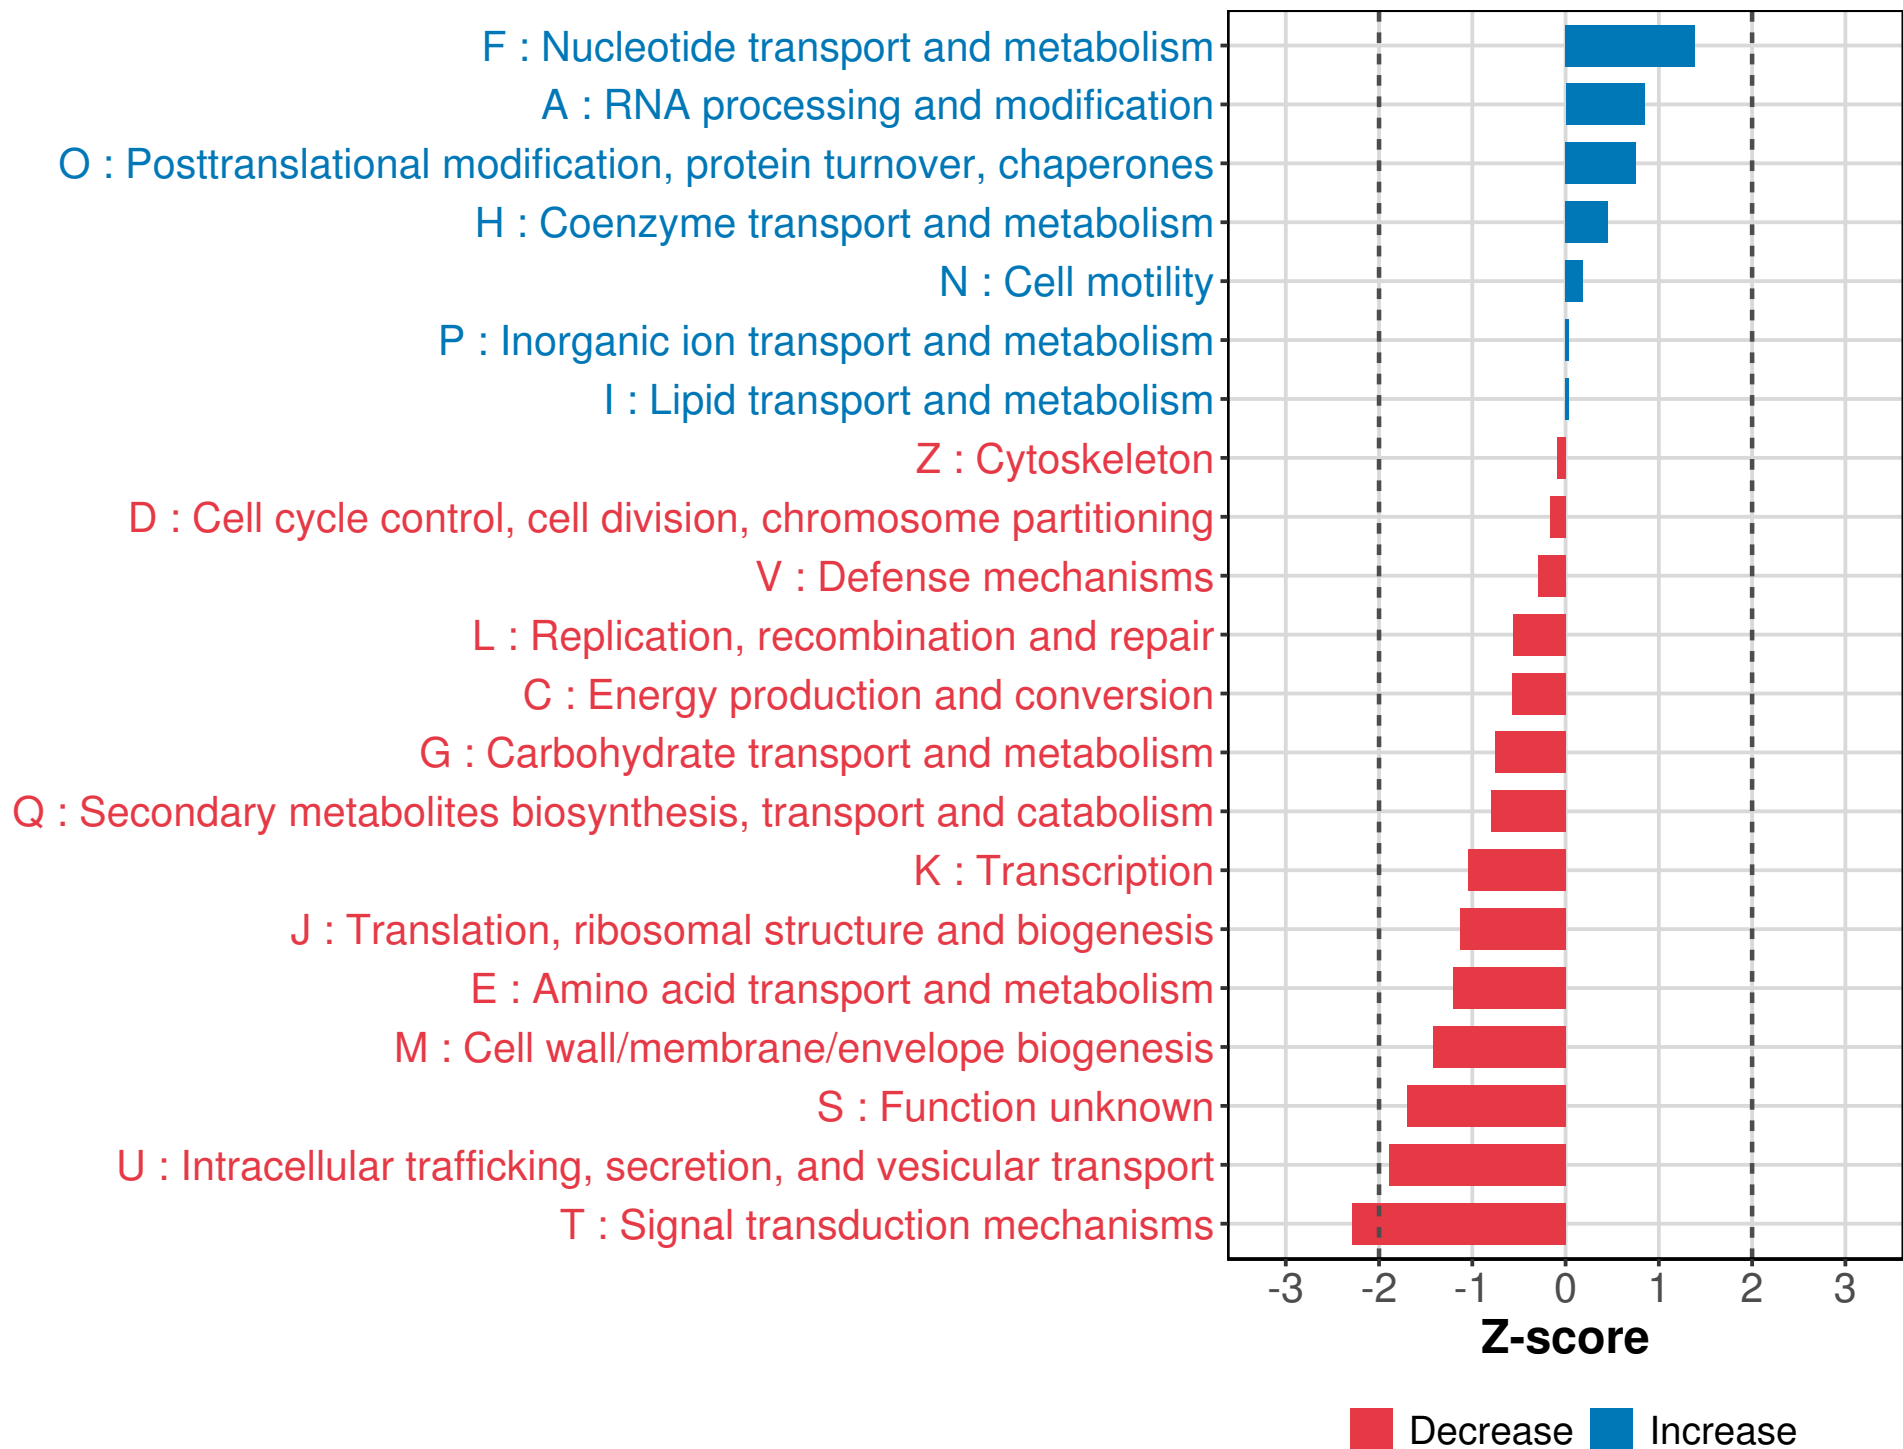 F : Nucleotide transport and metabolism
A : RNA processing and modification
O : Posttranslational modification, protein turnover, chaperones
H : Coenzyme transport and metabolism
N : Cell motility
P : Inorganic ion transport and metabolism
I : Lipid transport and metabolism
Z : Cytoskeleton
D : Cell cycle control, cell division, chromosome partitioning
V : Defense mechanisms
L : Replication, recombination and repair
C : Energy production and conversion
G : Carbohydrate transport and metabolism
Q : Secondary metabolites biosynthesis, transport and catabolism
K : Transcription
J : Translation, ribosomal structure and biogenesis
E : Amino acid transport and metabolism
M : Cell wall/membrane/envelope biogenesis
S : Function unknown
U : Intracellular trafficking, secretion, and vesicular transport
T : Signal transduction mechanisms
-3 -2 -1 0 1 2 3
Z-score
Decrease Increase